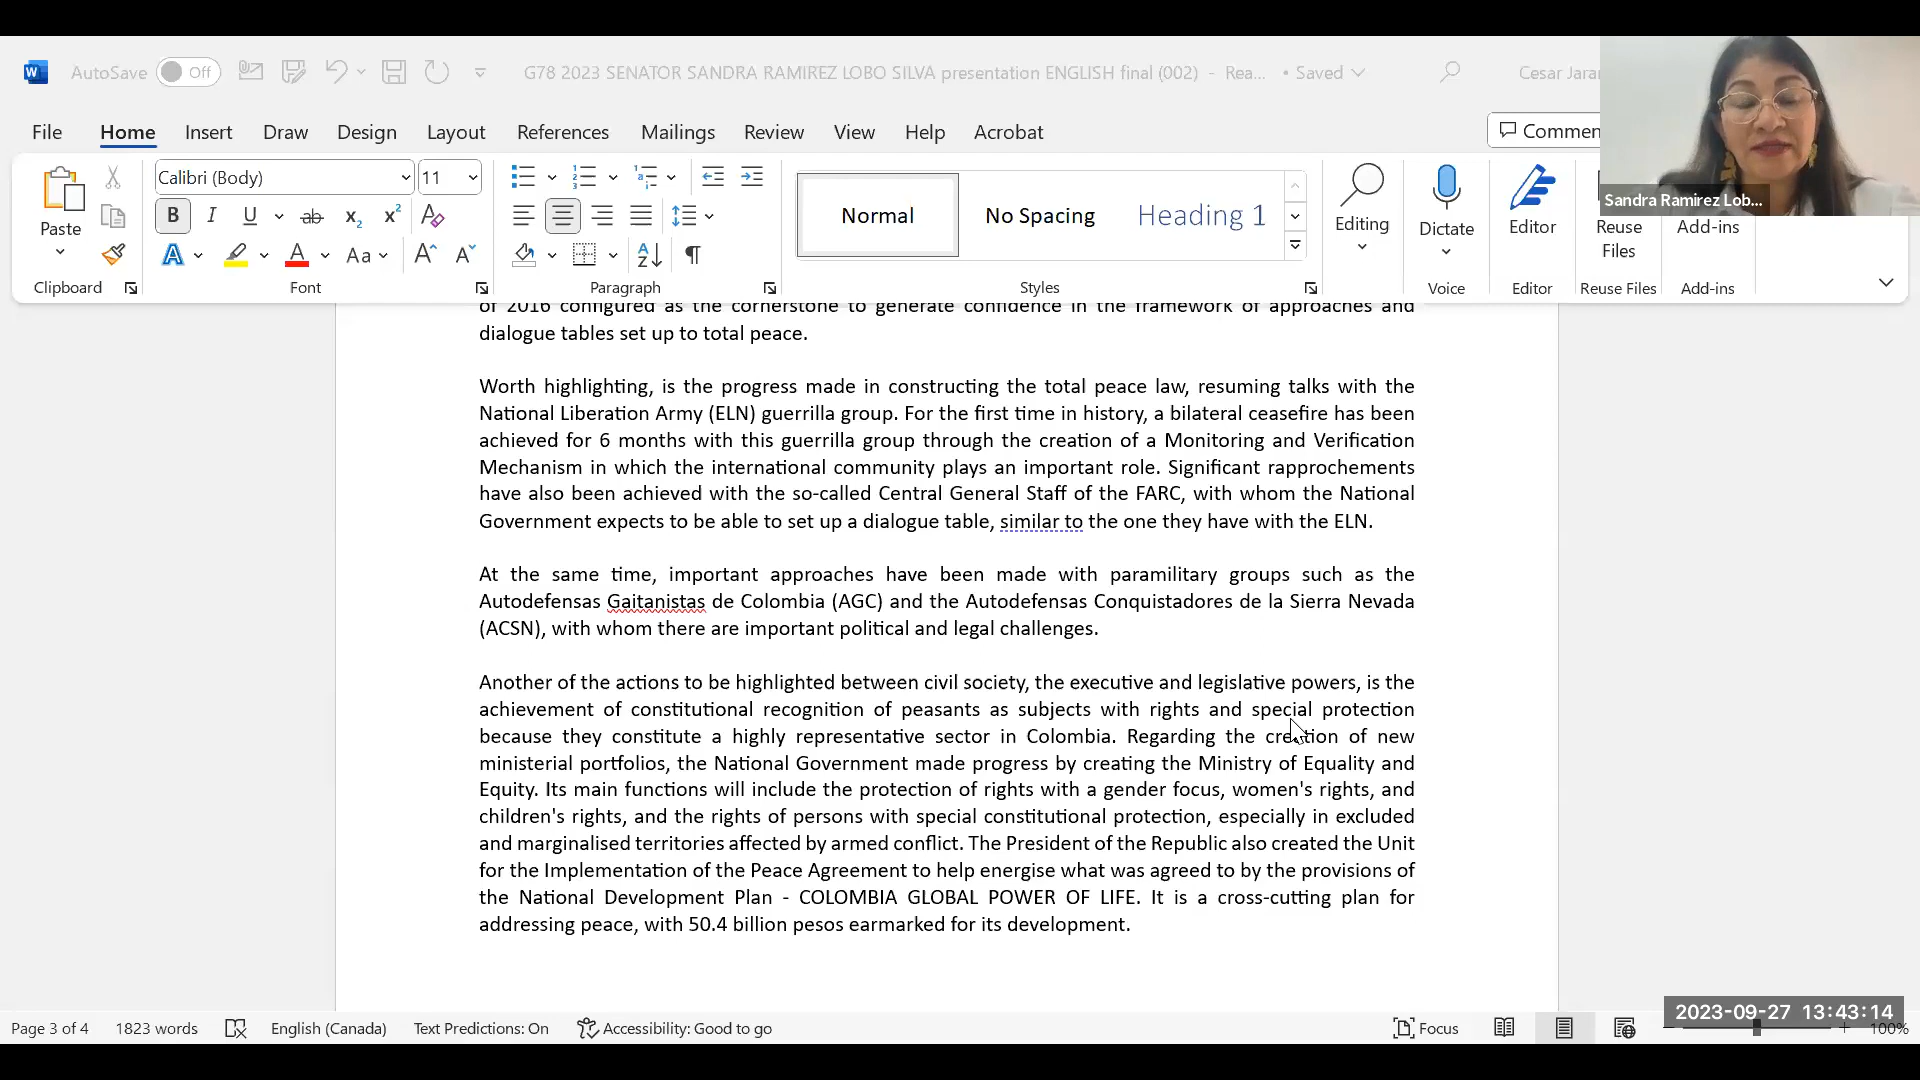 AutoSave Off G78 2023 SENATOR SANDRA RAMIREZ LOBO SILVA presentation ENGLISH final (002) - Rea... • Saved Cesar Jarar
File Home Insert Draw Design Layout References Mailings Review View Help Acrobat Commen
Calibri (Body) 11
Paste
Normal No Spacing Heading 1
Editing Dictate Editor Reuse Files Add-ins
Clipboard Font Paragraph Styles Voice Editor Reuse Files Add-ins
Sandra Ramirez Lob...
of 2016 configured as the cornerstone to generate confidence in the framework of approaches and
dialogue tables set up to total peace.
Worth highlighting, is the progress made in constructing the total peace law, resuming talks with the
National Liberation Army (ELN) guerrilla group. For the first time in history, a bilateral ceasefire has been
achieved for 6 months with this guerrilla group through the creation of a Monitoring and Verification
Mechanism in which the international community plays an important role. Significant rapprochements
have also been achieved with the so-called Central General Staff of the FARC, with whom the National
Government expects to be able to set up a dialogue table, similar to the one they have with the ELN.
At the same time, important approaches have been made with paramilitary groups such as the
Autodefensas Gaitanistas de Colombia (AGC) and the Autodefensas Conquistadores de la Sierra Nevada
(ACSN), with whom there are important political and legal challenges.
Another of the actions to be highlighted between civil society, the executive and legislative powers, is the
achievement of constitutional recognition of peasants as subjects with rights and special protection
because they constitute a highly representative sector in Colombia. Regarding the creation of new
ministerial portfolios, the National Government made progress by creating the Ministry of Equality and
Equity. Its main functions will include the protection of rights with a gender focus, women's rights, and
children's rights, and the rights of persons with special constitutional protection, especially in excluded
and marginalised territories affected by armed conflict. The President of the Republic also created the Unit
for the Implementation of the Peace Agreement to help energise what was agreed to by the provisions of
the National Development Plan - COLOMBIA GLOBAL POWER OF LIFE. It is a cross-cutting plan for
addressing peace, with 50.4 billion pesos earmarked for its development.
2023-09-27 13:43:14
Page 3 of 4 1823 words English (Canada) Text Predictions: On Accessibility: Good to go Focus 100%